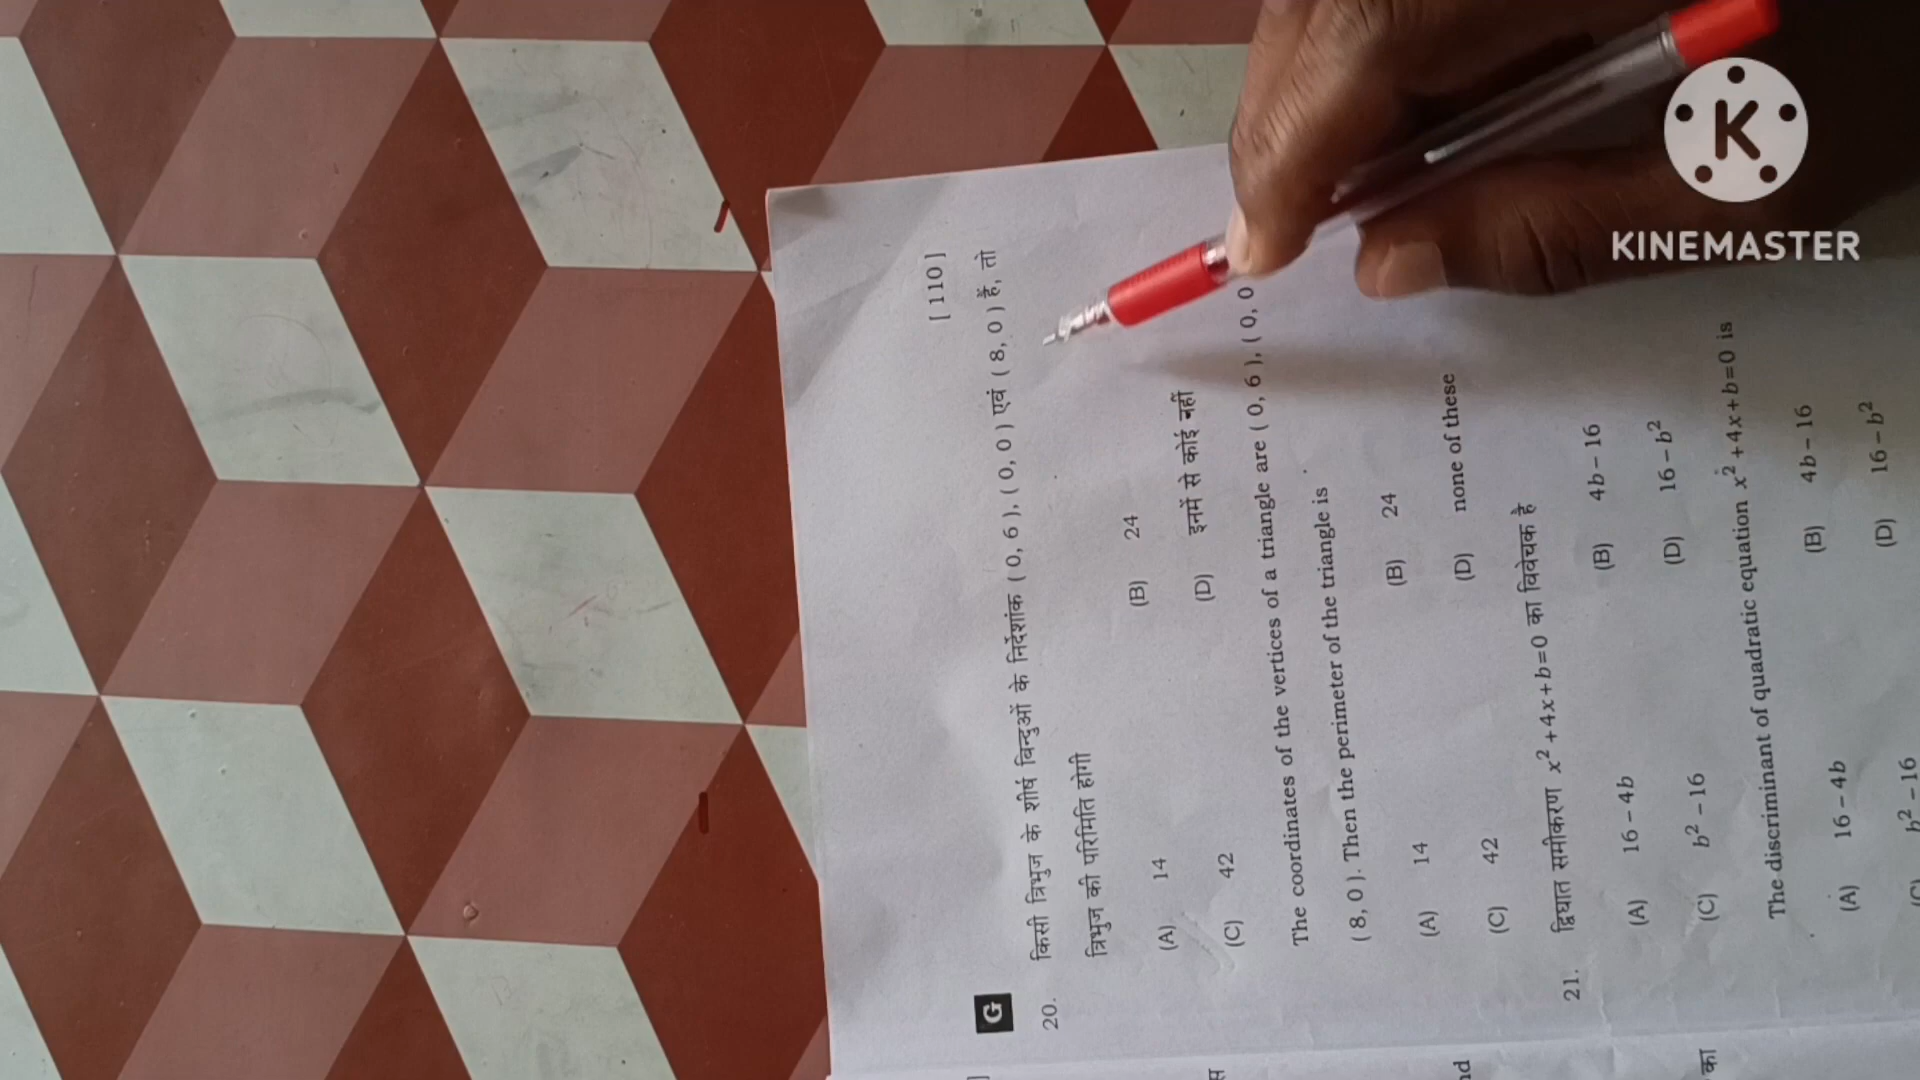 [ 110 ]
G
20. किसी त्रिभुज के शीर्ष बिन्दुओं के निर्देशांक ( 0, 6 ), ( 0, 0 ) एवं ( 8, 0 ) हैं, तो
त्रिभुज की परिमिति होगी
(A) 14 (B) 24
(C) 42 (D) इनमें से कोई नहीं
The coordinates of the vertices of a triangle are ( 0, 6 ), ( 0, 0
( 8, 0 ). Then the perimeter of the triangle is
(A) 14 (B) 24
(C) 42 (D) none of these
21. द्विघात समीकरण x² + 4x + b = 0 का विवेचक है
(A) 16 – 4b (B) 4b – 16
(C) b² – 16 (D) 16 – b²
The discriminant of quadratic equation x² + 4x + b = 0 is
(A) 16 – 4b (B) 4b – 16
(C) b² – 16 (D) 16 – b²
का
K
KINEMASTER